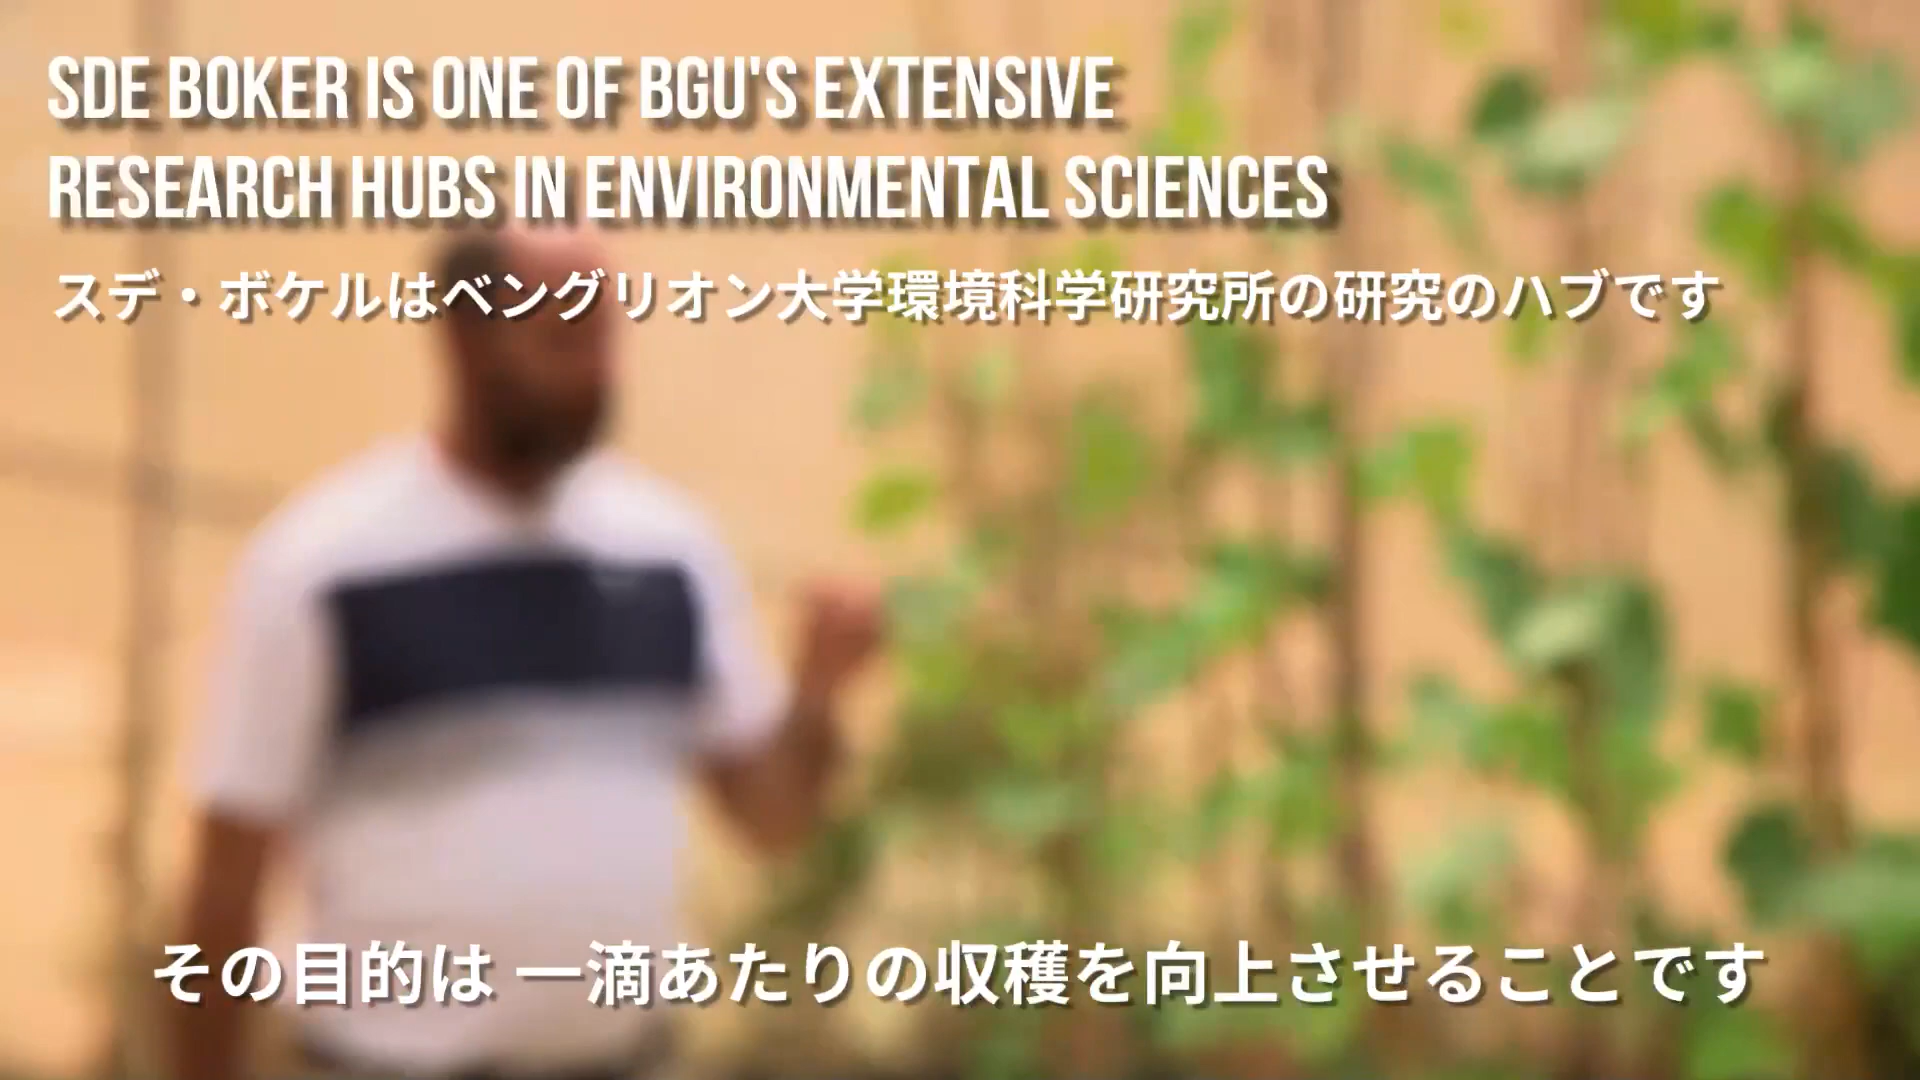 SDE BOKER IS ONE OF BGU'S EXTENSIVE
RESEARCH HUBS IN ENVIRONMENTAL SCIENCES
スデ・ボケルはベングリオン大学環境科学研究所の研究のハブです
その目的は 一滴あたりの収穫を向上させることです